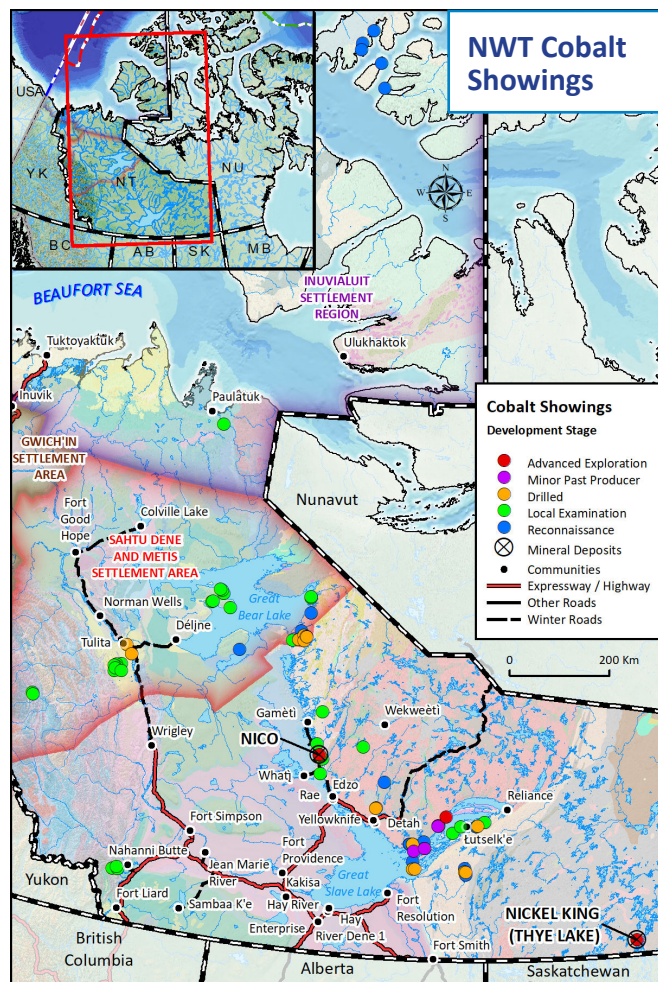 NWT Cobalt
Showings
USA
YK
NT
NU
BC
AB
SK
MB
N
W
E
S
BEAUFORT SEA
INUVIALUIT
SETTLEMENT
REGION
Tuktoyaktuk
Ulukhaktok
Inuvik
Paulatuk
GWICH'IN
SETTLEMENT
AREA
Cobalt Showings
Development Stage
Advanced Exploration
Minor Past Producer
Drilled
Local Examination
Reconnaissance
Mineral Deposits
Communities
Expressway / Highway
Other Roads
Winter Roads
0
200 Km
Nunavut
Fort
Good
Hope
Colville Lake
SAHTU DENE
AND METIS
SETTLEMENT AREA
Norman Wells
Great
Bear Lake
Tulita
Déljne
Gamètì
Wekweètì
Wrigley
NICO
Whatì
Edzo
Rae
Reliance
Fort Simpson
Yellowknife
Detah
Łutselk'e
Nahanni Butte
Jean Marie
River
Fort
Providence
Great
Slave Lake
Kakisa
Yukon
Fort Liard
Sambaa K'e
Hay River
Hay
River Dene 1
Fort
Resolution
Enterprise
NICKEL KING
(THYE LAKE)
British
Columbia
Alberta
Fort Smith
Saskatchewan